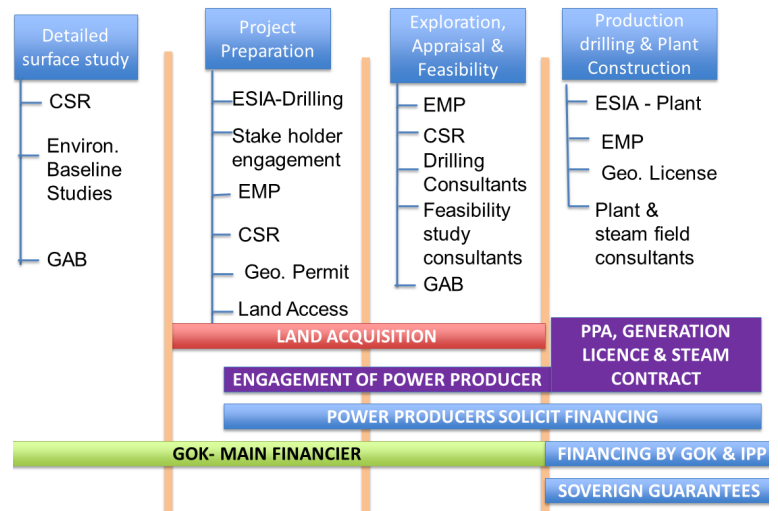 Detailed
surface study
CSR
Environ.
Baseline
Studies
GAB
Project
Preparation
ESIA-Drilling
Stake holder
engagement
EMP
CSR
Geo. Permit
Land Access
Exploration,
Appraisal &
Feasibility
EMP
CSR
Drilling
Consultants
Feasibility
study
consultants
GAB
Production
drilling & Plant
Construction
ESIA - Plant
EMP
Geo. License
Plant &
steam field
consultants
LAND ACQUISITION
PPA, GENERATION
LICENCE & STEAM
CONTRACT
ENGAGEMENT OF POWER PRODUCER
POWER PRODUCERS SOLICIT FINANCING
GOK- MAIN FINANCIER
FINANCING BY GOK & IPP
SOVERIGN GUARANTEES